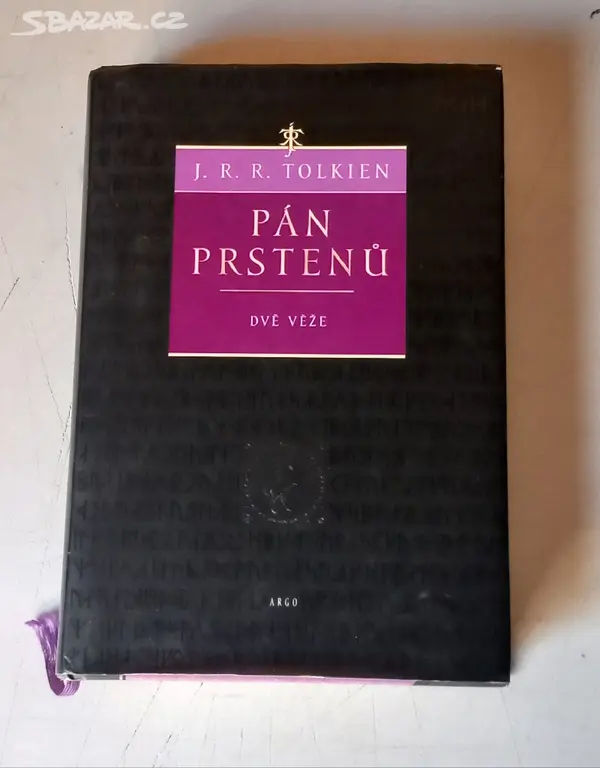 SBAZAR.CZ
J. R. R. TOLKIEN
PÁN
PRSTENŮ
DVĚ VĚŽE
ARGO